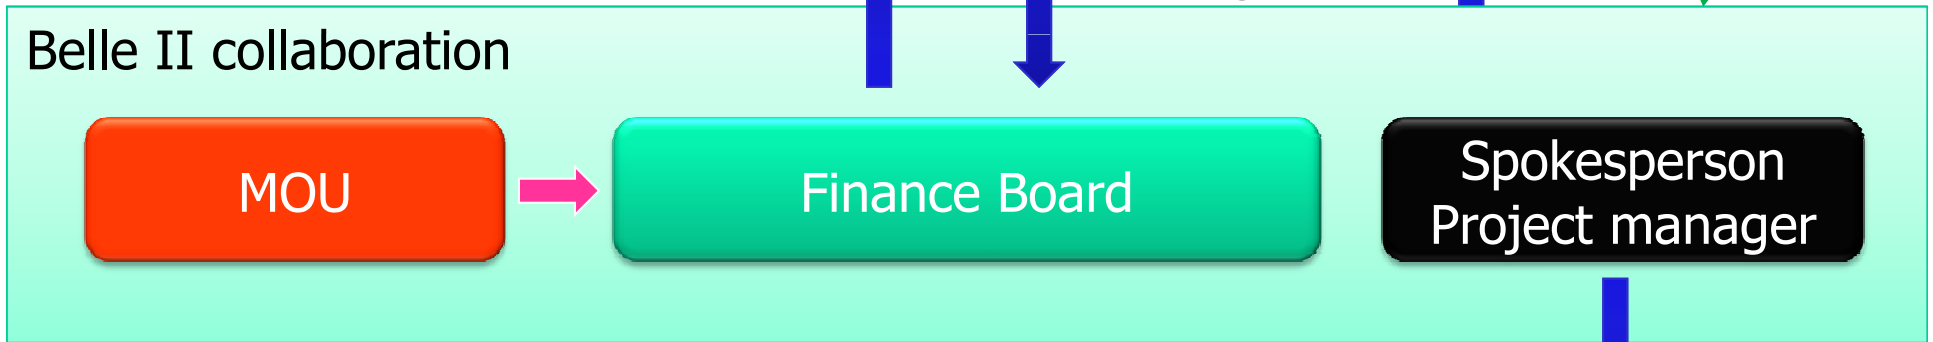 Belle II collaboration
MOU
Finance Board
Spokesperson
Project manager